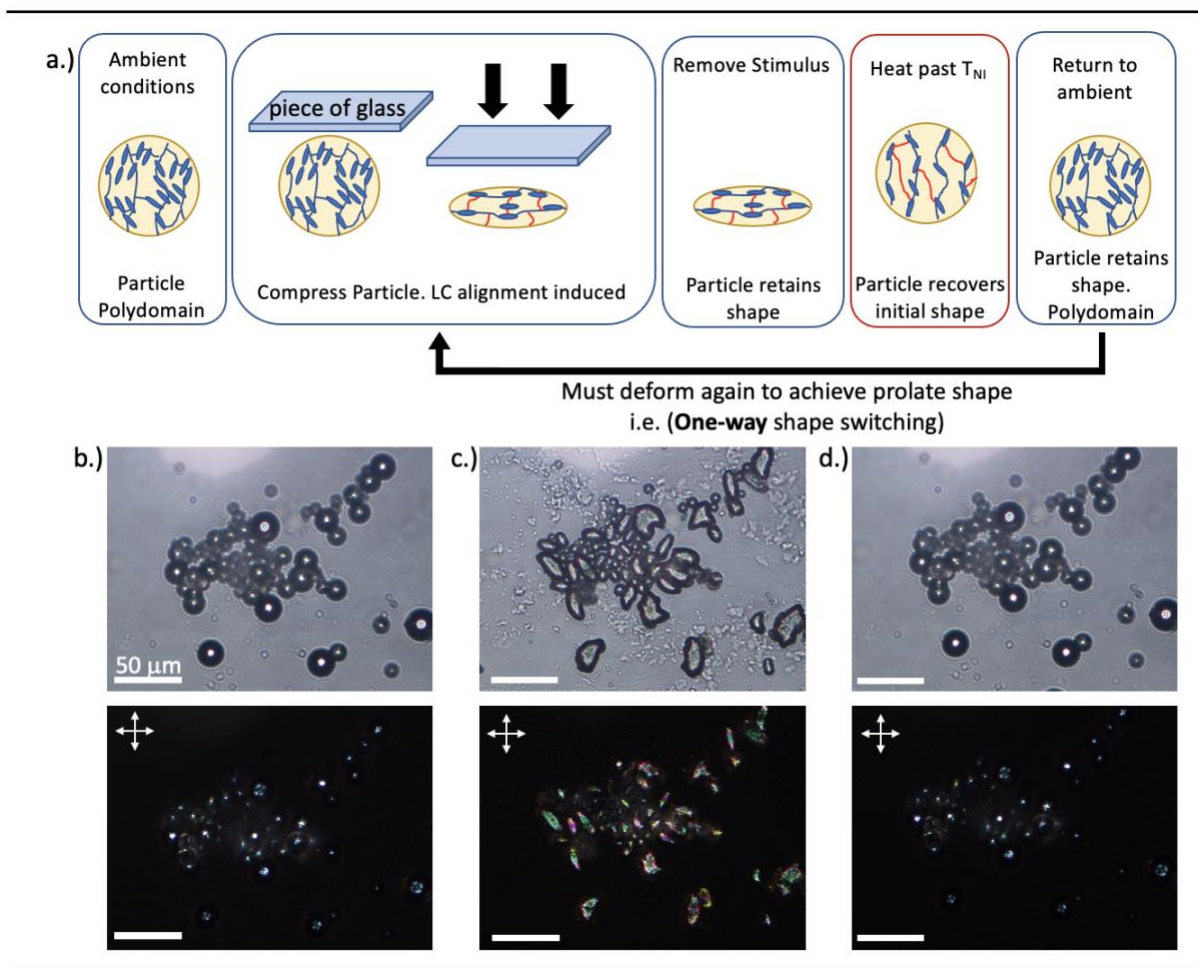 a.)
Ambient
conditions
Particle
Polydomain
piece of glass
Compress Particle. LC alignment induced
Remove Stimulus
Particle retains
shape
Heat past TNI
Particle recovers
initial shape
Return to
ambient
Particle retains
shape.
Polydomain
Must deform again to achieve prolate shape
i.e. (One-way shape switching)
b.)
50 μm
c.)
d.)